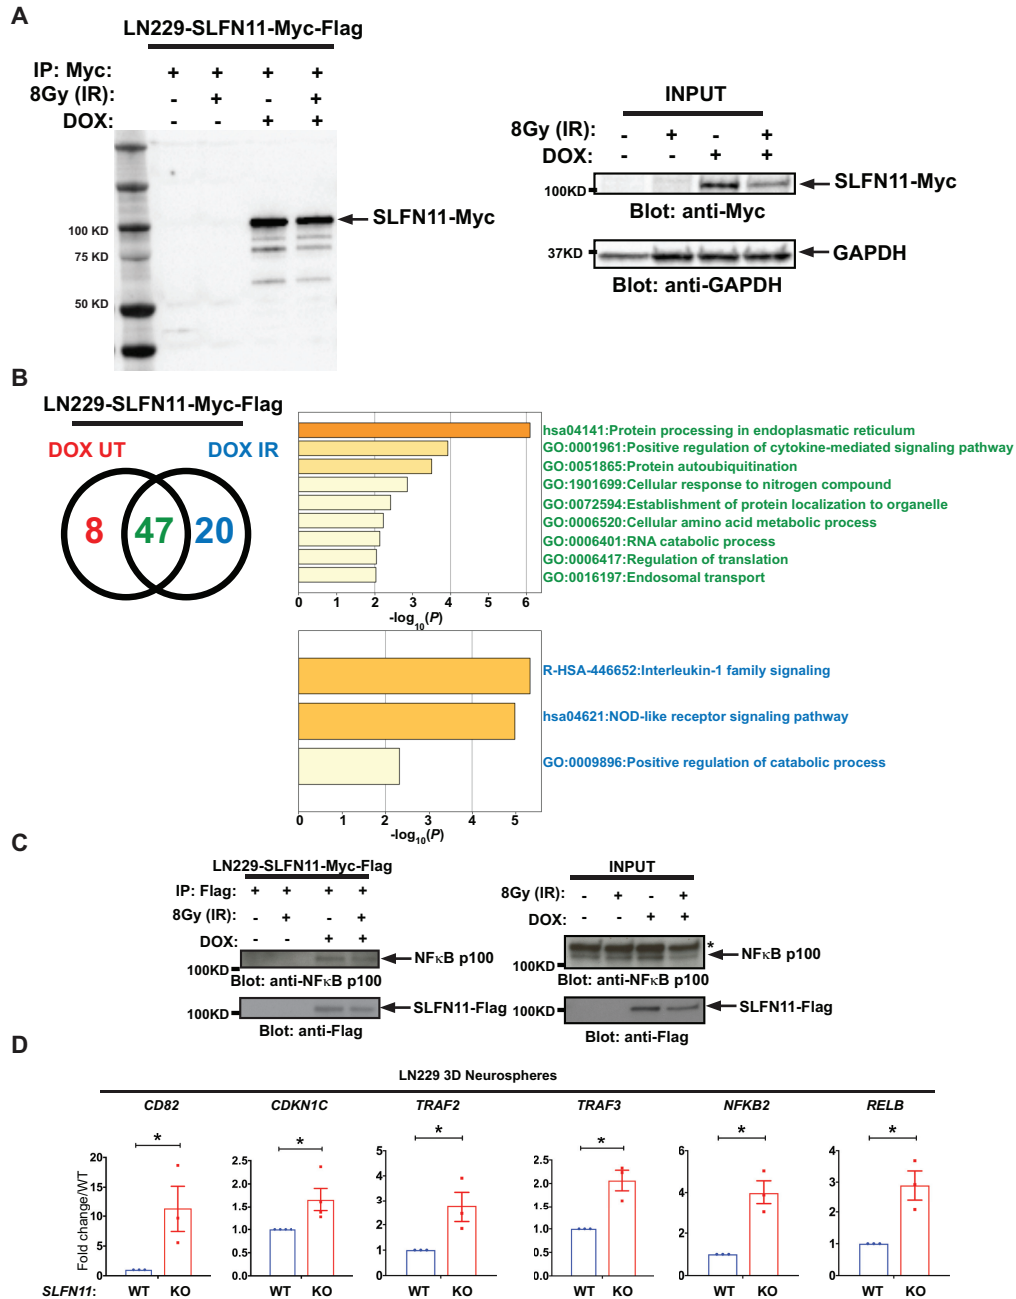 A
LN229-SLFN11-Myc-Flag
IP: Myc: + + + +
8Gy (IR): - + - +
DOX: - - + +
100 KD
75 KD
50 KD
SLFN11-Myc
INPUT
8Gy (IR): - + - +
DOX: - - + +
100KD
SLFN11-Myc
Blot: anti-Myc
37KD
GAPDH
Blot: anti-GAPDH
B
LN229-SLFN11-Myc-Flag
DOX UT DOX IR
8 47 20
hsa04141:Protein processing in endoplasmatic reticulum
GO:0001961:Positive regulation of cytokine-mediated signaling pathway
GO:0051865:Protein autoubiquitination
GO:1901699:Cellular response to nitrogen compound
GO:0072594:Establishment of protein localization to organelle
GO:0006520:Cellular amino acid metabolic process
GO:0006401:RNA catabolic process
GO:0006417:Regulation of translation
GO:0016197:Endosomal transport
0 1 2 3 4 5 6
-log10(P)
R-HSA-446652:Interleukin-1 family signaling
hsa04621:NOD-like receptor signaling pathway
GO:0009896:Positive regulation of catabolic process
0 1 2 3 4 5
-log10(P)
C
LN229-SLFN11-Myc-Flag
IP: Flag: + + + +
8Gy (IR): - + - +
DOX: - - + +
100KD
NFκB p100
Blot: anti-NFκB p100
100KD
SLFN11-Flag
Blot: anti-Flag
INPUT
8Gy (IR): - + - +
DOX: - - + +
*
100KD
NFκB p100
Blot: anti-NFκB p100
100KD
SLFN11-Flag
Blot: anti-Flag
D
LN229 3D Neurospheres
CD82 CDKN1C TRAF2 TRAF3 NFKB2 RELB
* * * * * *
Fold change/WT
20
15
10
5
0
2.5
2.0
1.5
1.0
0.5
0.0
5
4
3
2
1
0
2.5
2.0
1.5
1.0
0.5
0.0
6
4
2
0
4
3
2
1
0
SLFN11: WT KO WT KO WT KO WT KO WT KO WT KO